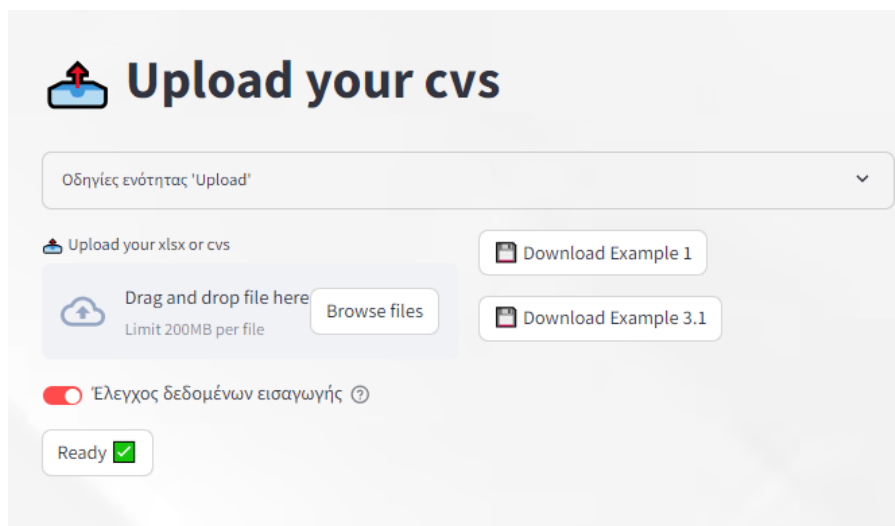 Upload your cvs
Οδηγίες ενότητας 'Upload'
Upload your xlsx or cvs
Drag and drop file here
Limit 200MB per file
Browse files
Download Example 1
Download Example 3.1
Έλεγχος δεδομένων εισαγωγής
Ready